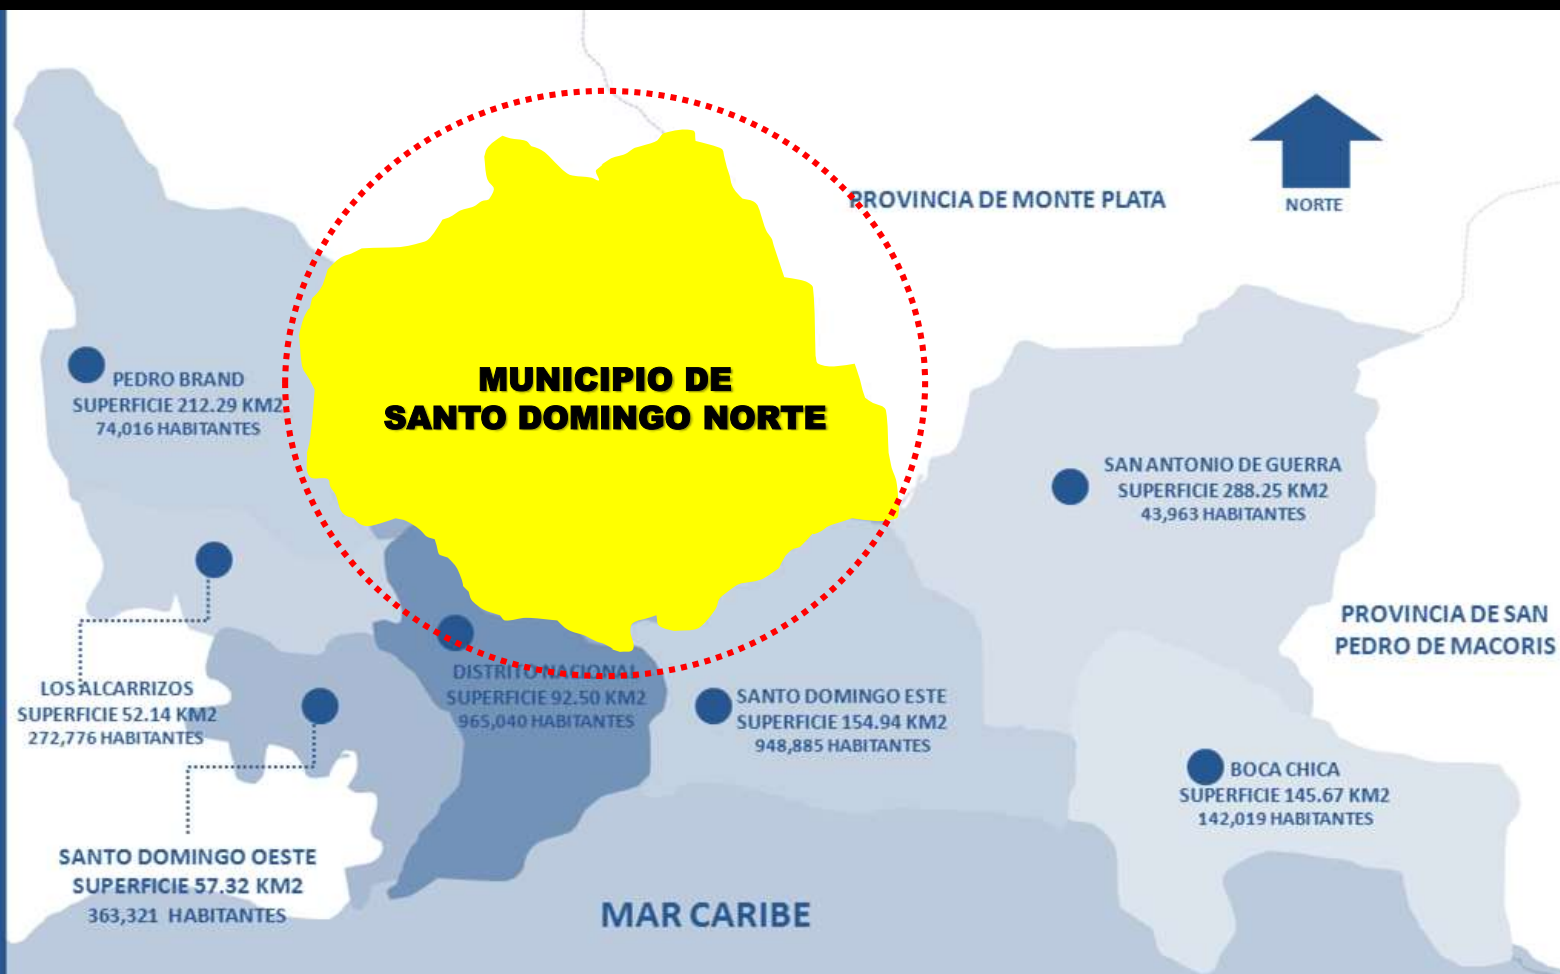 PROVINCIA DE MONTE PLATA
NORTE
MUNICIPIO DE
SANTO DOMINGO NORTE
PEDRO BRAND
SUPERFICIE 212.29 KM2
74,016 HABITANTES
SAN ANTONIO DE GUERRA
SUPERFICIE 288.25 KM2
43,963 HABITANTES
PROVINCIA DE SAN
PEDRO DE MACORIS
LOS ALCARRIZOS
SUPERFICIE 52.14 KM2
272,776 HABITANTES
DISTRITO NACIONAL
SUPERFICIE 92.50 KM2
965,040 HABITANTES
SANTO DOMINGO ESTE
SUPERFICIE 154.94 KM2
948,885 HABITANTES
BOCA CHICA
SUPERFICIE 145.67 KM2
142,019 HABITANTES
SANTO DOMINGO OESTE
SUPERFICIE 57.32 KM2
363,321 HABITANTES
MAR CARIBE